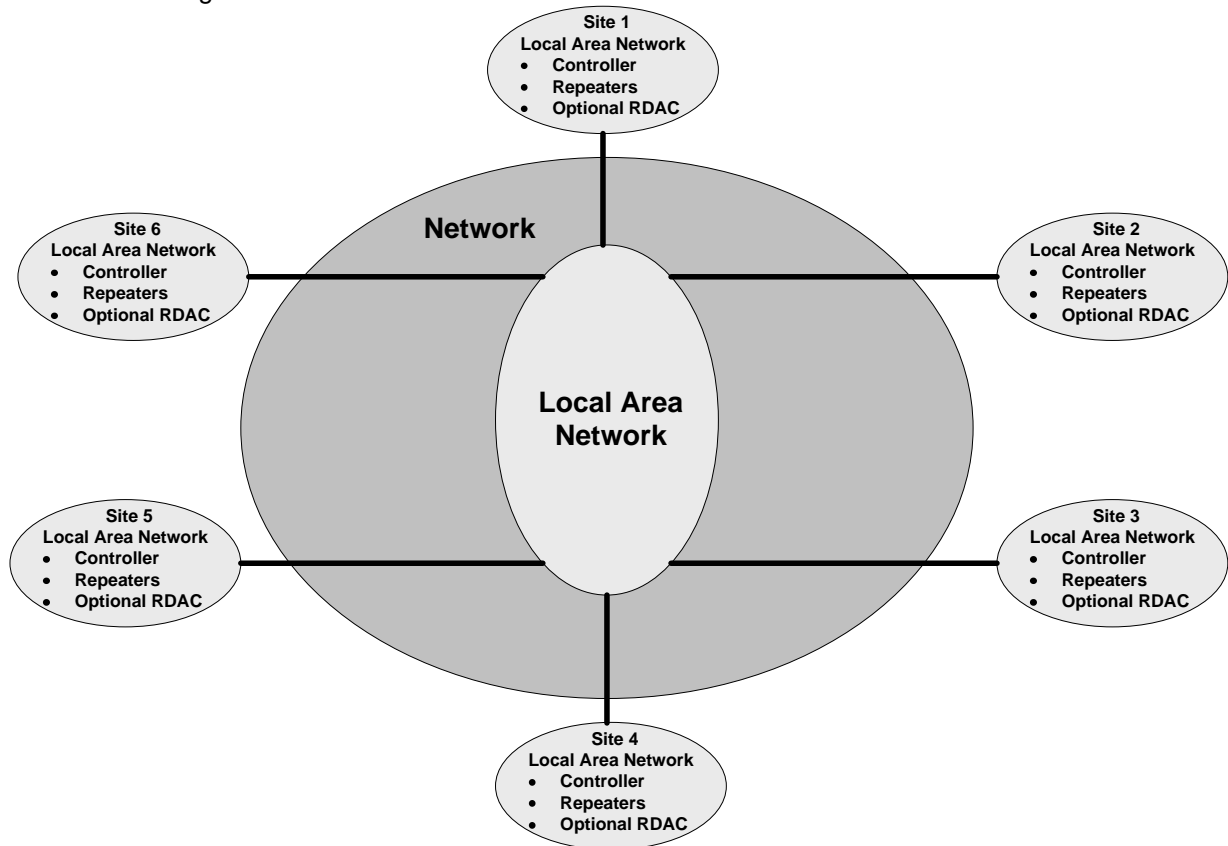 Site 1
Local Area Network
• Controller
• Repeaters
• Optional RDAC
Network
Site 6
Local Area Network
• Controller
• Repeaters
• Optional RDAC
Site 2
Local Area Network
• Controller
• Repeaters
• Optional RDAC
Local Area
Network
Site 5
Local Area Network
• Controller
• Repeaters
• Optional RDAC
Site 3
Local Area Network
• Controller
• Repeaters
• Optional RDAC
Site 4
Local Area Network
• Controller
• Repeaters
• Optional RDAC